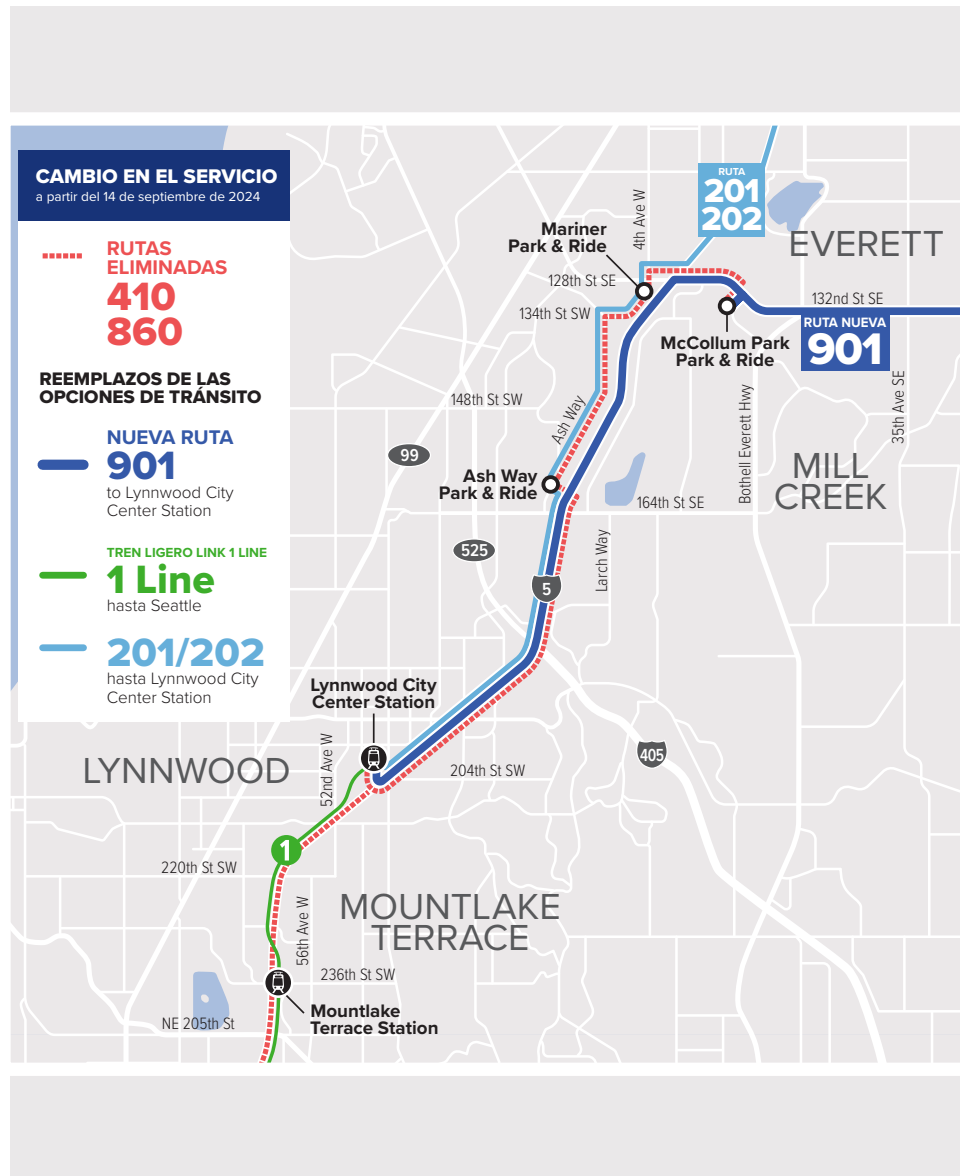 CAMBIO EN EL SERVICIO
a partir del 14 de septiembre de 2024
RUTAS
ELIMINADAS
410
860
REEMPLAZOS DE LAS
OPCIONES DE TRÁNSITO
NUEVA RUTA
901
to Lynnwood City
Center Station
TREN LIGERO LINK 1 LINE
1 Line
hasta Seattle
201/202
hasta Lynnwood City
Center Station
RUTA
201
202
4th Ave W
Mariner
Park & Ride
EVERETT
128th St SE
134th St SW
132nd St SE
McCollum Park
Park & Ride
RUTA NUEVA
901
35th Ave SE
Bothell Everett Hwy
148th St SW
Ash Way
99
MILL
CREEK
Ash Way
Park & Ride
164th St SE
525
Larch Way
5
Lynnwood City
Center Station
405
LYNNWOOD
52nd Ave W
204th St SW
1
220th St SW
MOUNTLAKE
TERRACE
56th Ave W
236th St SW
Mountlake
Terrace Station
NE 205th St